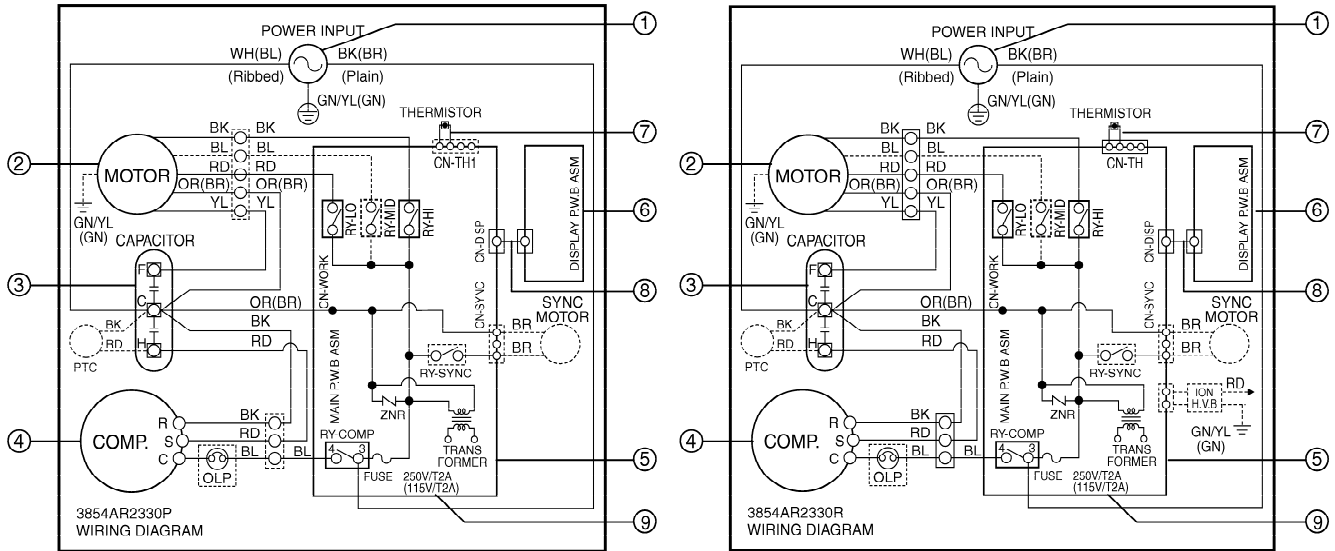 POWER INPUT
WH(BL) BK(BR)
(Ribbed) (Plain)
GN/YL(GN)
THERMISTOR
CN-TH1
MOTOR
BK BK
BL BL
RD RD
OR(BR) OR(BR)
YL YL
GN/YL
(GN)
CAPACITOR
F
C
H
RY-LO
RY-MID
RY-HI
CN-DISP
DISPLAY P.W.B ASM
CN-WORK
CN-SYNC
SYNC
MOTOR
OR(BR)
BK
RD
BR
BR
BK
RD
PTC
RY-SYNC
MAIN P.W.B ASM
ZNR
COMP.
R
S
C
BK
RD
BL BL
OLP
RY-COMP
4 3
FUSE
250V/T2A
(115V/T2A)
TRANS
FORMER
3854AR2330P
WIRING DIAGRAM
1
2
3
4
5
6
7
8
9
POWER INPUT
WH(BL) BK(BR)
(Ribbed) (Plain)
GN/YL(GN)
THERMISTOR
CN-TH
MOTOR
BK BK
BL BL
RD RD
OR(BR) OR(BR)
YL YL
GN/YL
(GN)
CAPACITOR
F
C
H
RY-LO
RY-MID
RY-HI
CN-DISP
DISPLAY P.W.B ASM
CN-WORK
CN-SYNC
SYNC
MOTOR
OR(BR)
BK
RD
BR
BR
BK
RD
PTC
RY-SYNC
MAIN P.W.B ASM
ZNR
ION
H.V.B
RD
GN/YL
(GN)
COMP.
R
S
C
BK
RD
BL BL
OLP
RY-COMP
4 3
FUSE
250V/T2A
(115V/T2A)
TRANS
FORMER
3854AR2330R
WIRING DIAGRAM
1
2
3
4
5
6
7
8
9